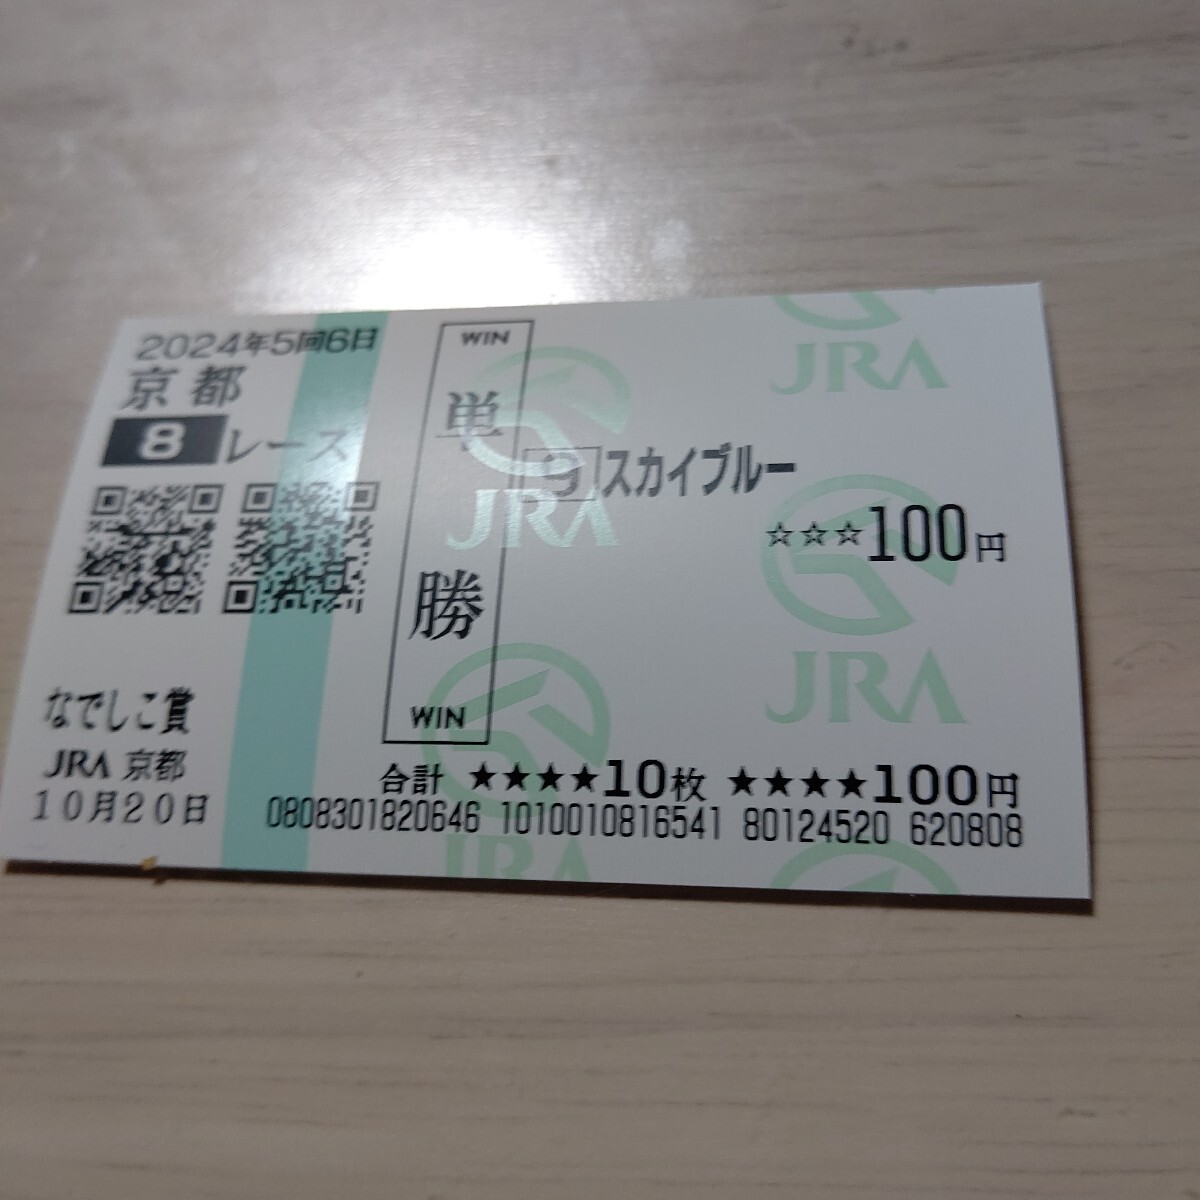 2024年5回6日
京都
8レース
なでしこ賞
JRA 京都
10月20日
WIN
単勝
WIN
9 スカイブルー
☆☆☆100円
合計 ★★★★10枚 ★★★★100円
0808301820646 1010010816541 80124520 620808
JRA
JRA
JRA
JRA